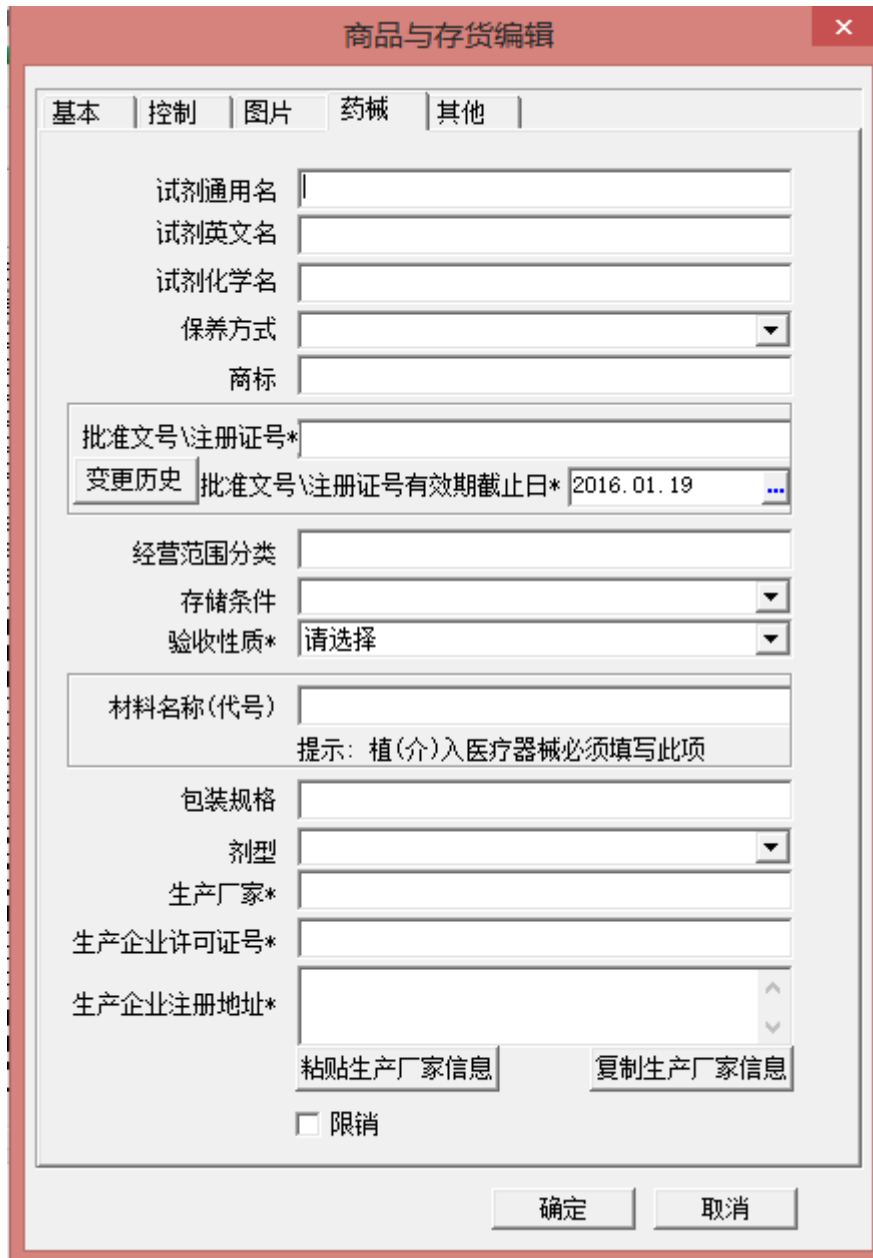 商品与存货编辑
基本 控制 图片 药械 其他
试剂通用名
试剂英文名
试剂化学名
保养方式
商标
批准文号\注册证号*
变更历史 批准文号\注册证号有效期截止日* 2016.01.19 ...
经营范围分类
存储条件
验收性质* 请选择
材料名称(代号)
提示: 植(介)入医疗器械必须填写此项
包装规格
剂型
生产厂家*
生产企业许可证号*
生产企业注册地址*
粘贴生产厂家信息 复制生产厂家信息
限销
确定 取消